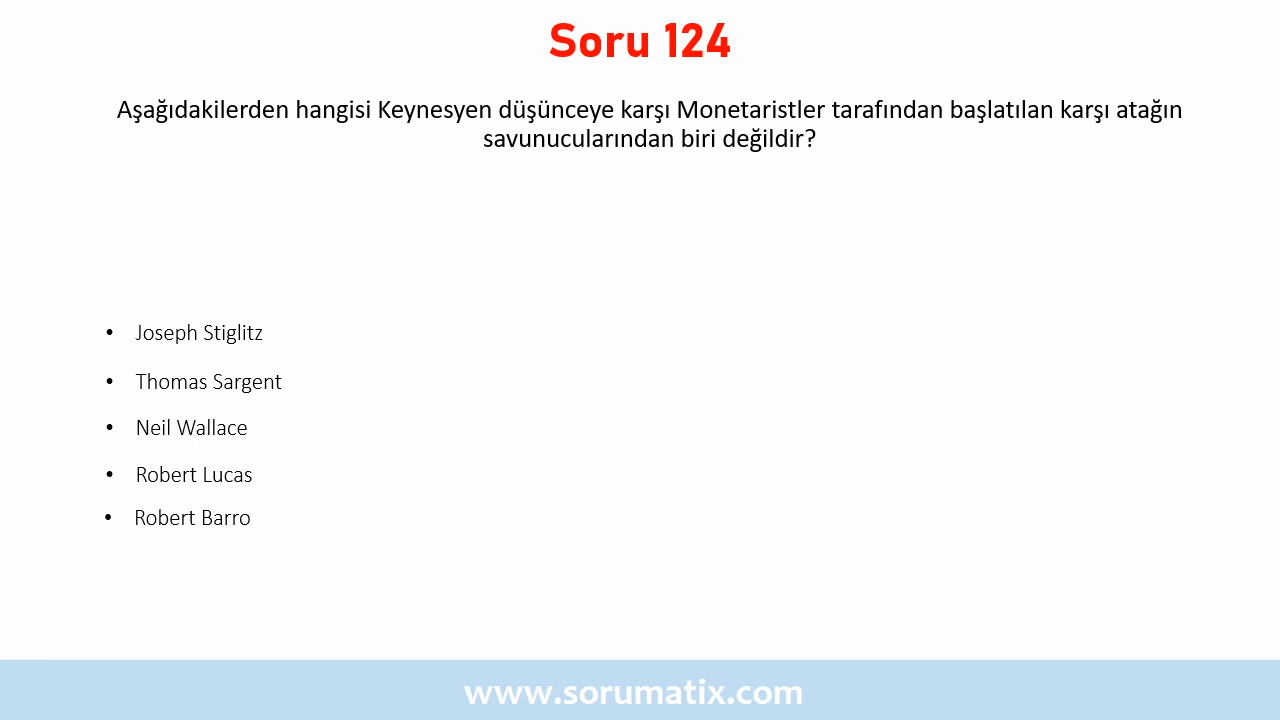 Soru 124
Aşağıdakilerden hangisi Keynesyen düşünceye karşı Monetaristler tarafından başlatılan karşı atağın
savunucularından biri değildir?
• Joseph Stiglitz
• Thomas Sargent
• Neil Wallace
• Robert Lucas
• Robert Barro
www.sorumatix.com